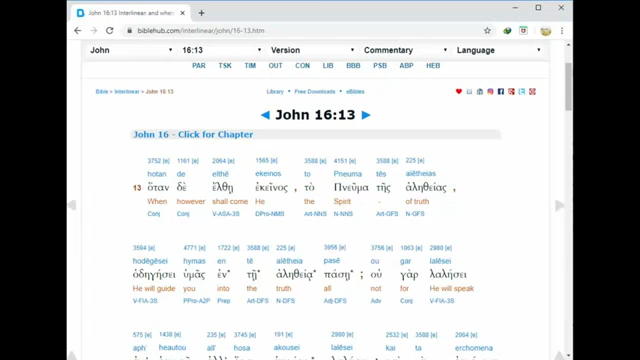 John 16:13 Interlinear and where
biblehub.com/interlinear/john/16-13.htm
John 16:13 Version Commentary Language
PAR TSK TIM OUT CON LIB BBB PSB ABP HEB
Bible > Interlinear > John 16:13 Library • Free Downloads • eBibles
◄ John 16:13 ►
John 16 - Click for Chapter
3752 [e] 1161 [e] 2064 [e] 1565 [e] 3588 [e] 4151 [e] 3588 [e] 225 [e]
hotan de elthē ekeinos to Pneuma tēs alētheias
13 ὅταν δὲ ἔλθῃ ἐκεῖνος , τὸ Πνεῦμα τῆς ἀληθείας ,
When however shall come He the Spirit - of truth
Conj Conj V-ASA-3S DPro-NMS Art-NNS N-NNS Art-GFS N-GFS
3594 [e] 4771 [e] 1722 [e] 3588 [e] 225 [e] 3956 [e] 3756 [e] 1063 [e] 2980 [e]
hodēgēsei hymas en tē alētheia pasē ou gar lalēsei
ὁδηγήσει ὑμᾶς ἐν* τῇ* ἀληθείᾳ* πάσῃ* ; οὐ γὰρ λαλήσει
He will guide you into the truth all not for He will speak
V-FIA-3S PPro-A2P Prep Art-DFS N-DFS Adj-DFS Adv Conj V-FIA-3S
575 [e] 1438 [e] 235 [e] 3745 [e] 191 [e] 2980 [e] 2532 [e] 3588 [e] 2064 [e]
aph' heautou all' hosa akousei lalēsei kai ta erchomena